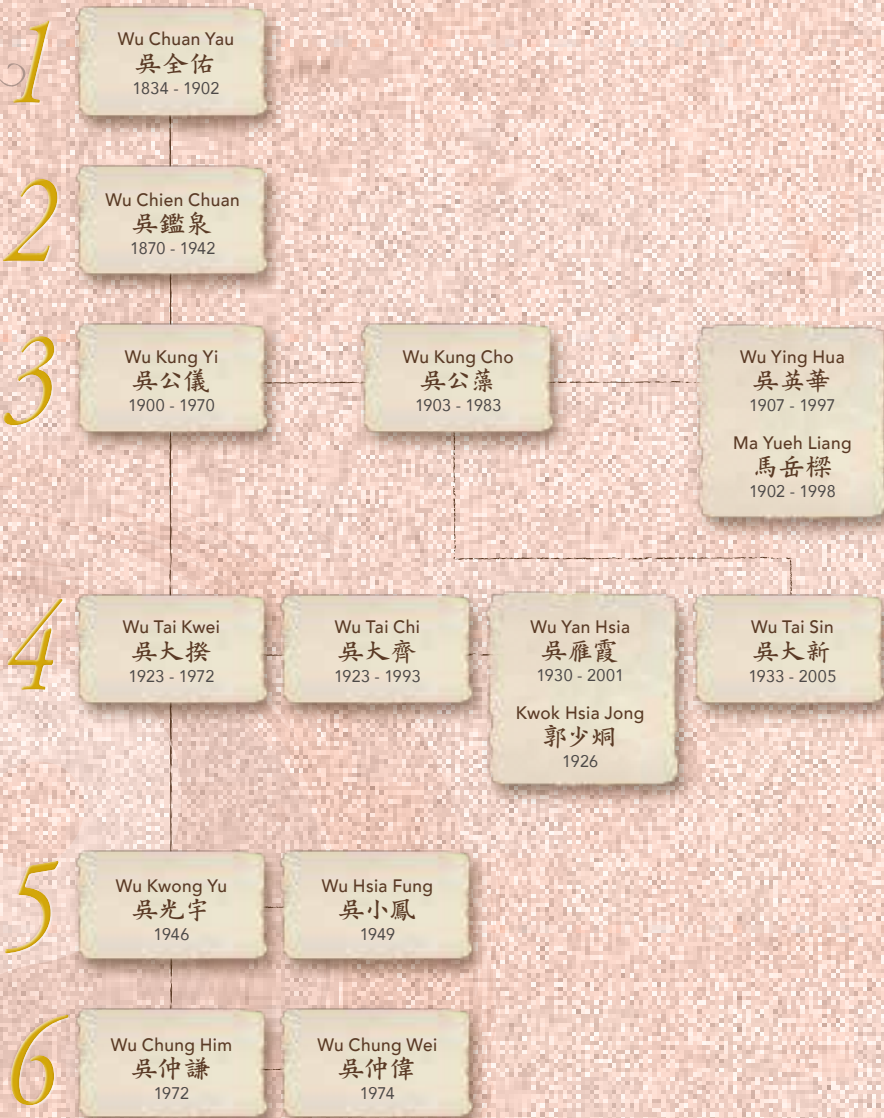 1
Wu Chuan Yau
吳全佑
1834 - 1902
2
Wu Chien Chuan
吳鑑泉
1870 - 1942
3
Wu Kung Yi
吳公儀
1900 - 1970
Wu Kung Cho
吳公藻
1903 - 1983
Wu Ying Hua
吳英華
1907 - 1997
Ma Yueh Liang
馬岳樑
1902 - 1998
4
Wu Tai Kwei
吳大揆
1923 - 1972
Wu Tai Chi
吳大齊
1923 - 1993
Wu Yan Hsia
吳雁霞
1930 - 2001
Kwok Hsia Jong
郭少炯
1926
Wu Tai Sin
吳大新
1933 - 2005
5
Wu Kwong Yu
吳光宇
1946
Wu Hsia Fung
吳小鳳
1949
6
Wu Chung Him
吳仲謙
1972
Wu Chung Wei
吳仲偉
1974